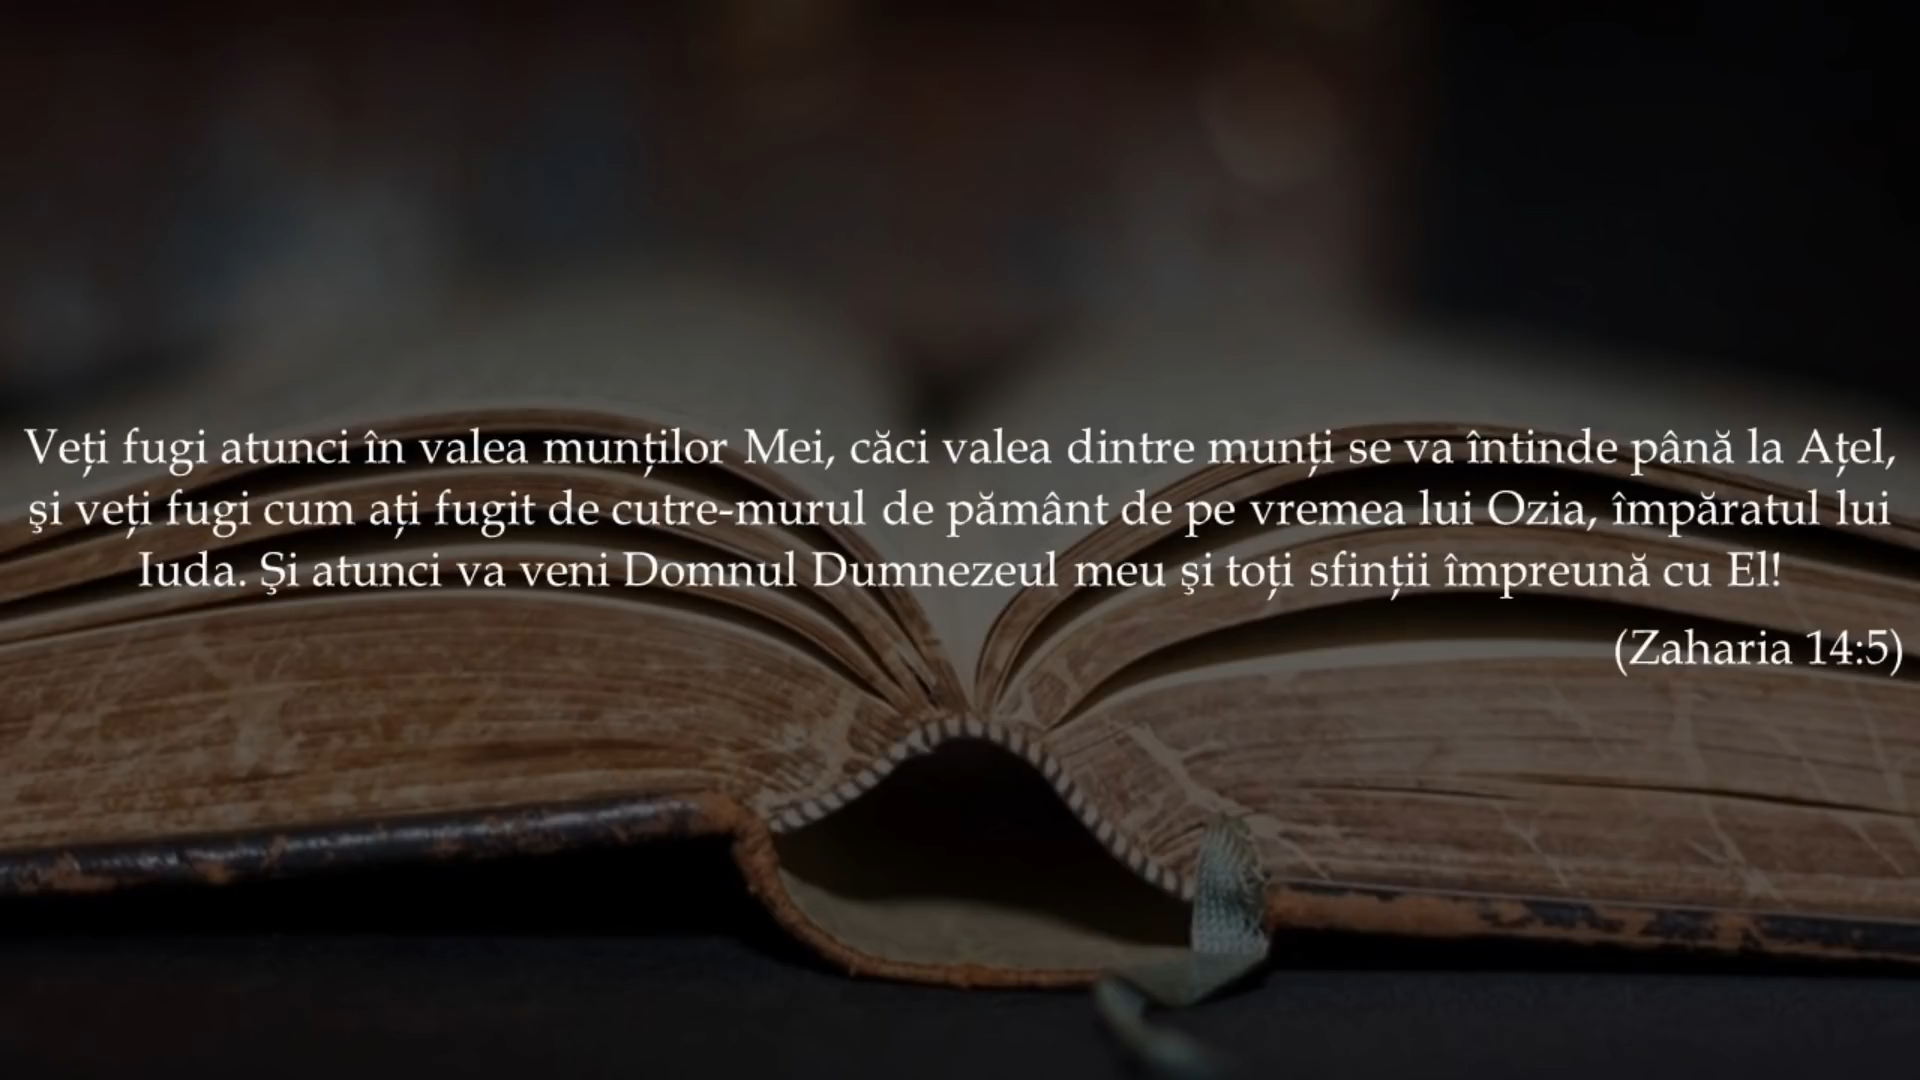 Veți fugi atunci în valea munților Mei, căci valea dintre munți se va întinde până la Ațel,
şi veți fugi cum ați fugit de cutre-murul de pământ de pe vremea lui Ozia, împăratul lui
Iuda. Şi atunci va veni Domnul Dumnezeul meu şi toți sfinții împreună cu El!
(Zaharia 14:5)